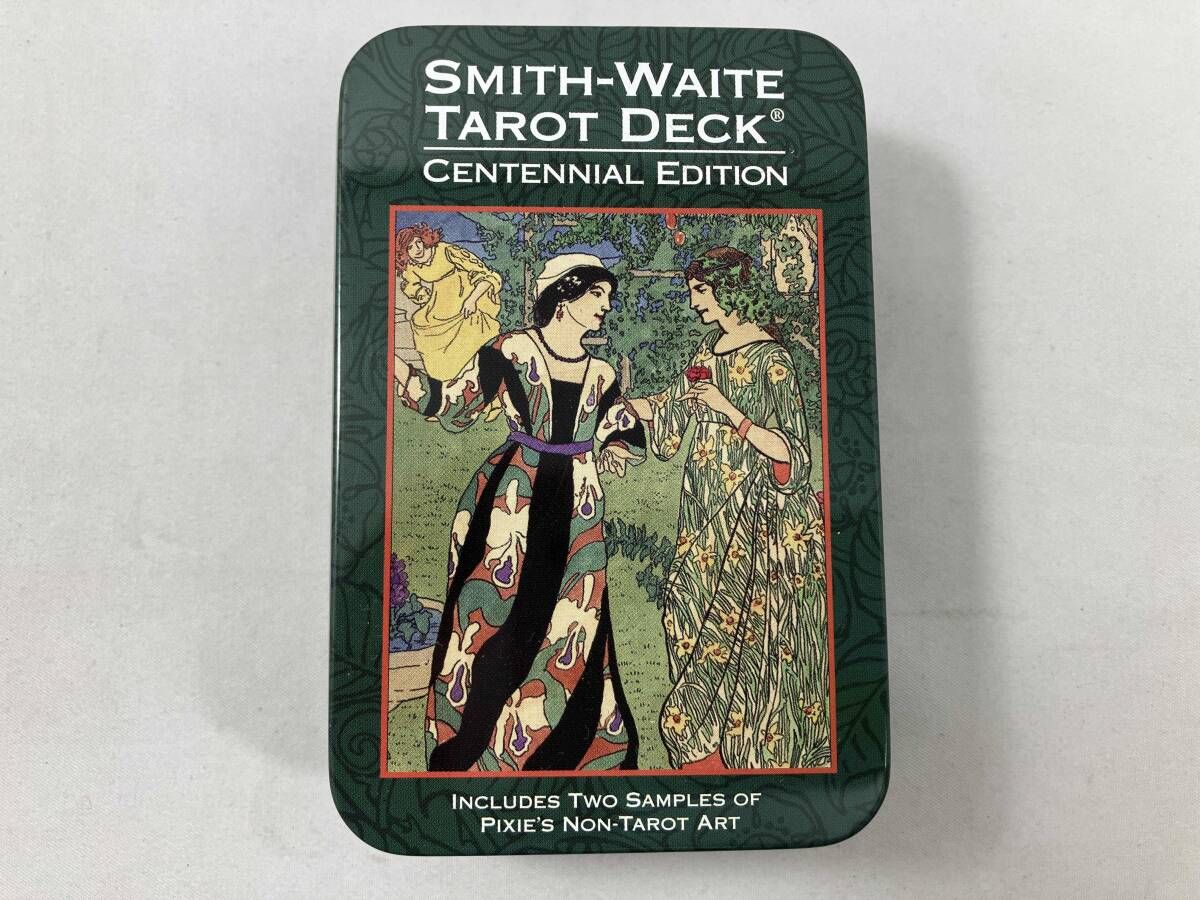 SMITH-WAITE
TAROT DECK®
CENTENNIAL EDITION
INCLUDES TWO SAMPLES OF
PIXIE'S NON-TAROT ART